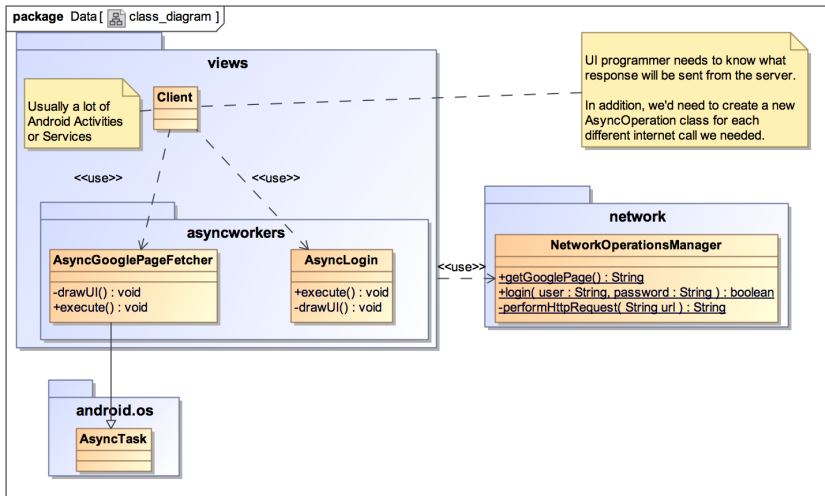 package Data [ class_diagram ]
views
Client
Usually a lot of
Android Activities
or Services
UI programmer needs to know what
response will be sent from the server.
In addition, we'd need to create a new
AsyncOperation class for each
different internet call we needed.
<<use>>
<<use>>
asyncworkers
AsyncGooglePageFetcher
-drawUI() : void
+execute() : void
AsyncLogin
+execute() : void
-drawUI() : void
<<use>>
network
NetworkOperationsManager
+getGooglePage() : String
+login( user : String, password : String ) : boolean
-performHttpRequest( String url ) : String
android.os
AsyncTask